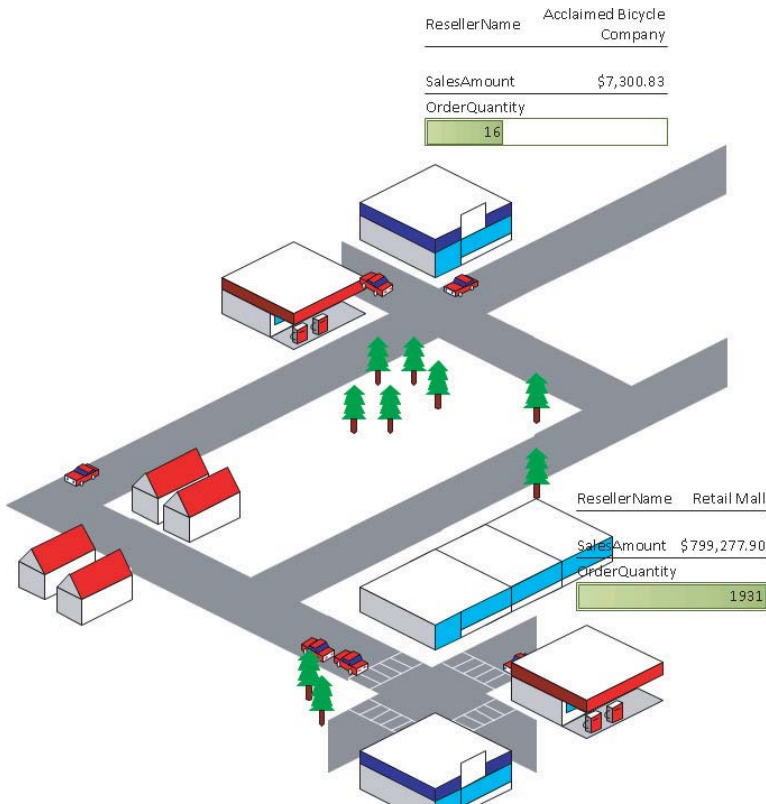 ResellerName Acclaimed Bicycle
Company
SalesAmount $7,300.83
OrderQuantity
16
ResellerName Retail Mall
SalesAmount $799,277.90
OrderQuantity
1931